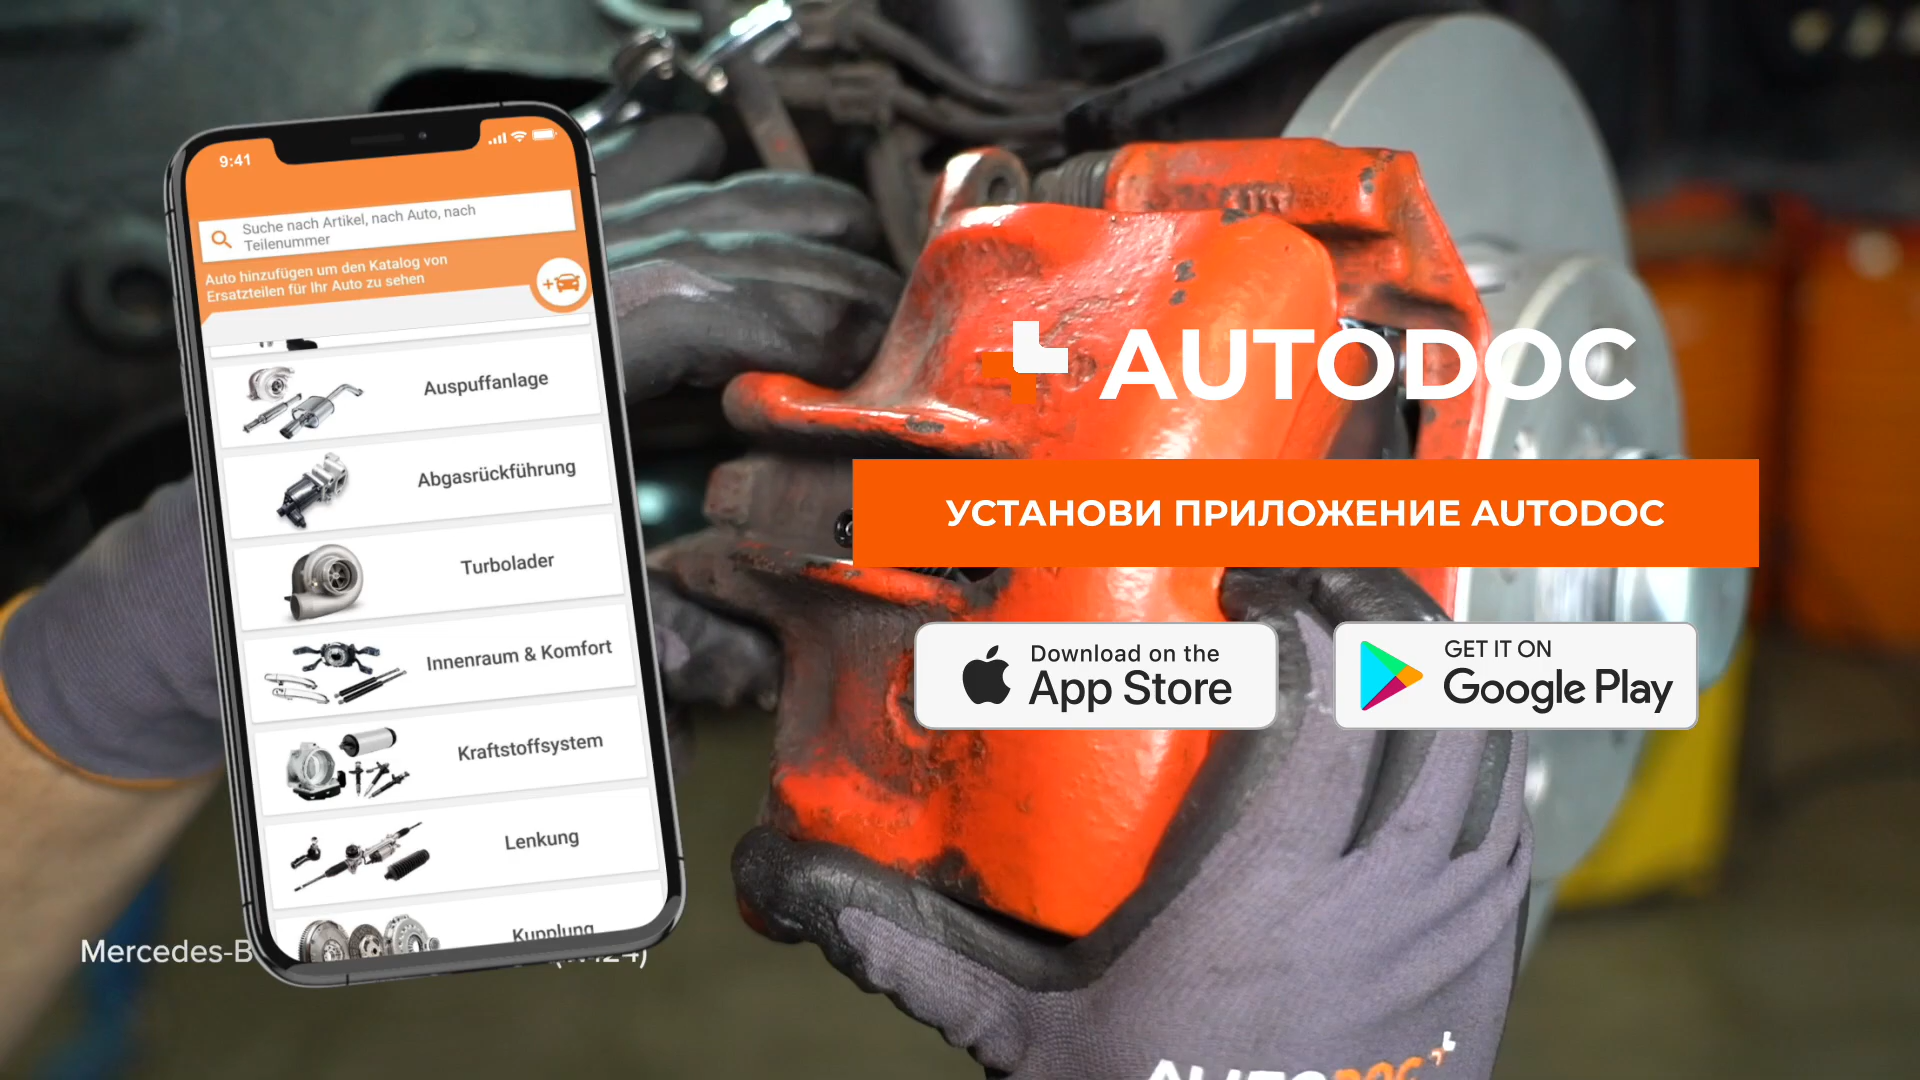 9:41
Suche nach Artikel, nach Auto, nach
Teilenummer
Auto hinzufügen um den Katalog von
Ersatzteilen für Ihr Auto zu sehen
Auspuffanlage
Abgasrückführung
Turbolader
Innenraum & Komfort
Kraftstoffsystem
Lenkung
Kupplung
AUTODOC
УСТАНОВИ ПРИЛОЖЕНИЕ AUTODOC
Download on the
App Store
GET IT ON
Google Play
Mercedes-B
AUTODOC